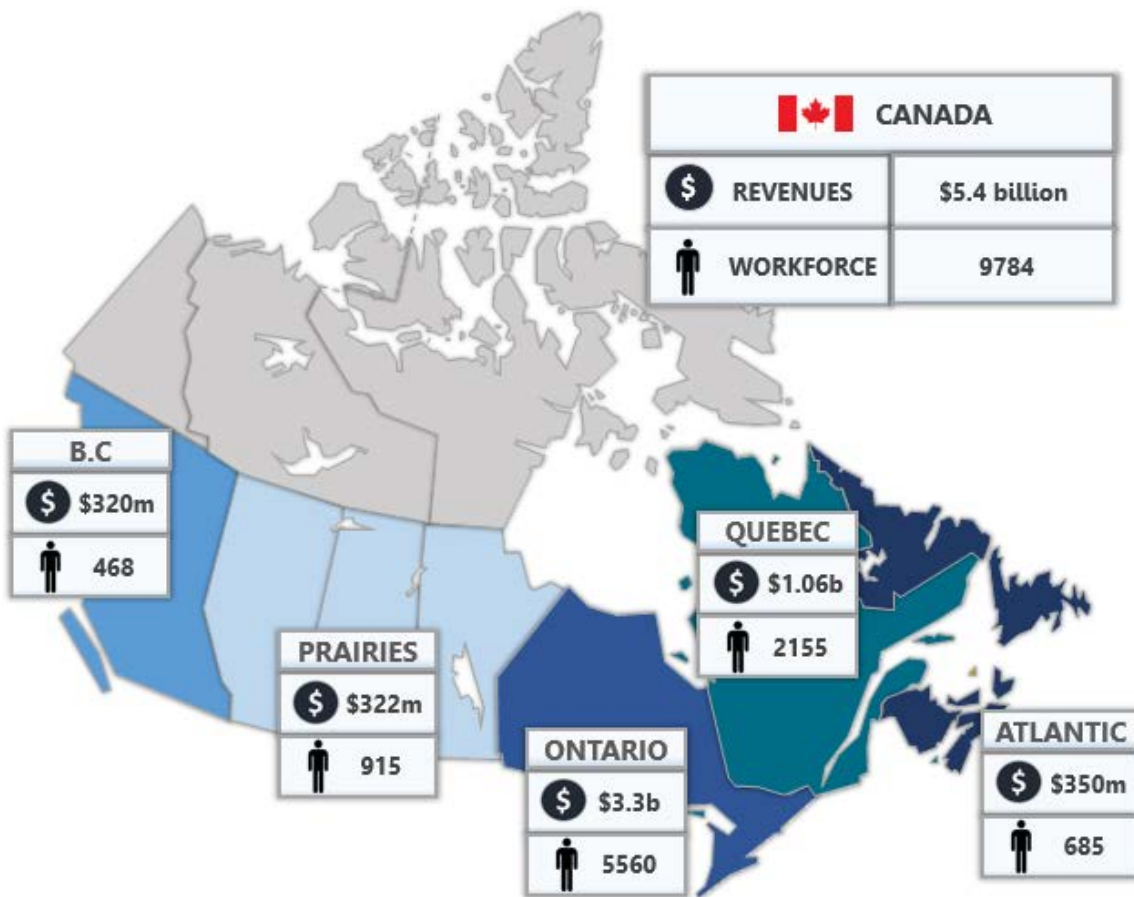 CANADA
$ REVENUES $5.4 billion
WORKFORCE 9784
B.C
$ $320m
468
QUEBEC
$ $1.06b
2155
PRAIRIES
$ $322m
915
ONTARIO
$ $3.3b
5560
ATLANTIC
$ $350m
685